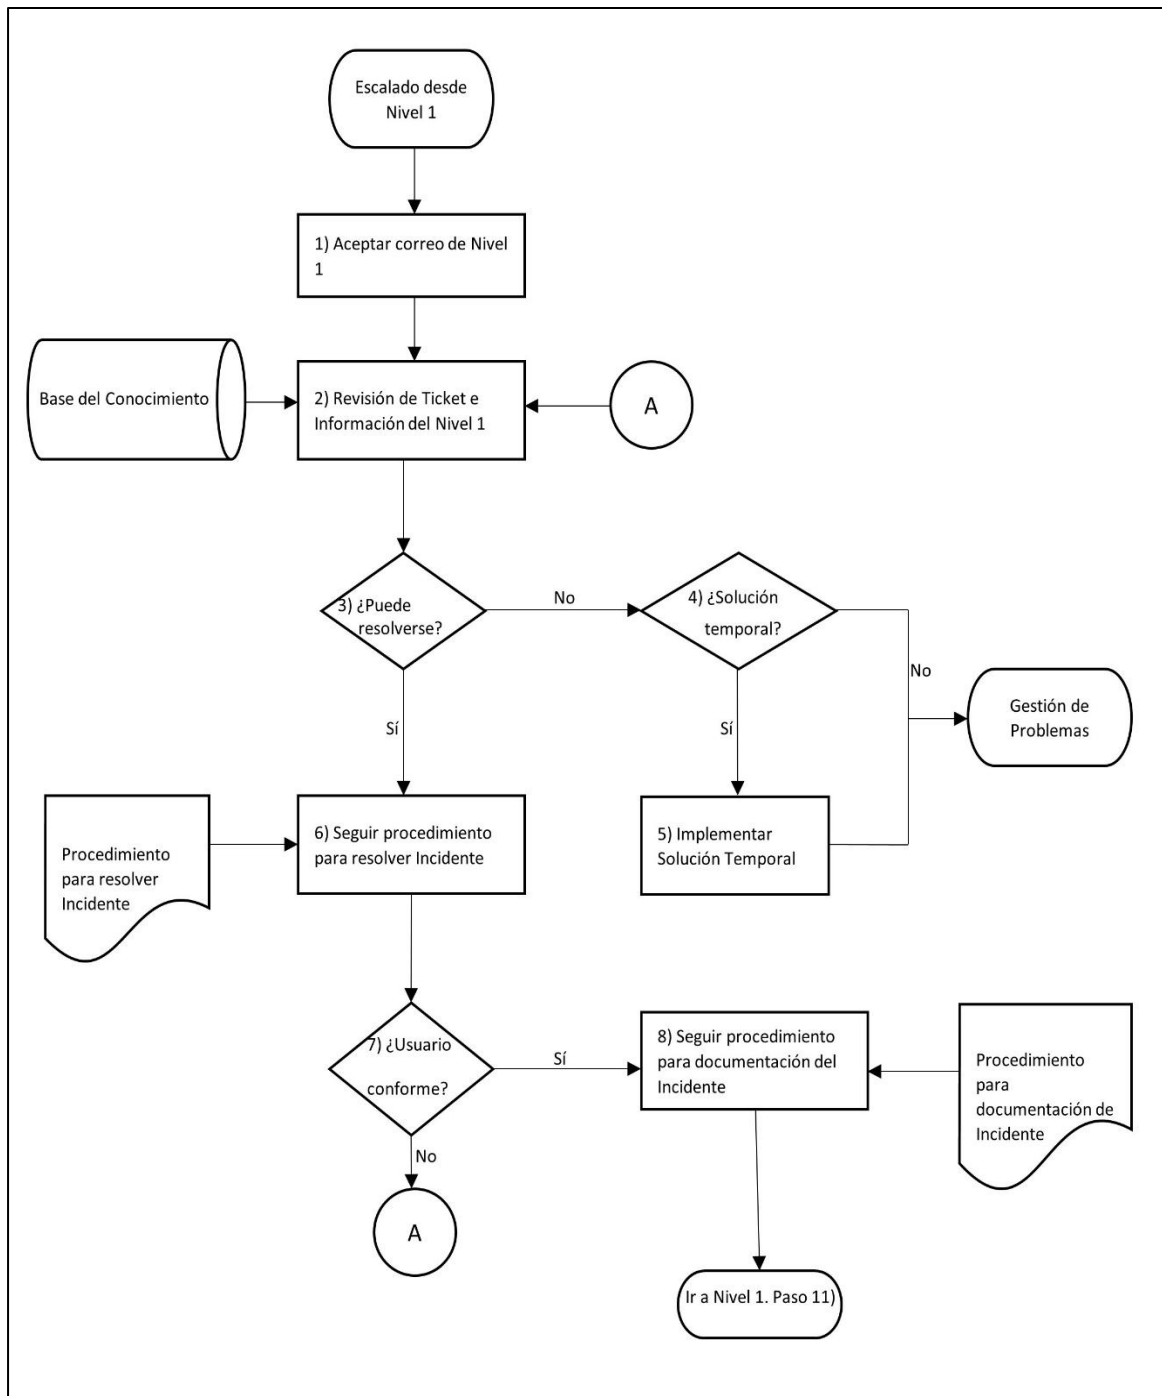 Escalado desde
Nivel 1
1) Aceptar correo de Nivel
1
Base del Conocimiento
2) Revisión de Ticket e
Información del Nivel 1
A
3) ¿Puede
resolverse?
No
4) ¿Solución
temporal?
No
Sí
Sí
Gestión de
Problemas
Procedimiento
para resolver
Incidente
6) Seguir procedimiento
para resolver Incidente
5) Implementar
Solución Temporal
7) ¿Usuario
conforme?
Sí
8) Seguir procedimiento
para documentación del
Incidente
Procedimiento
para
documentación de
Incidente
No
A
Ir a Nivel 1. Paso 11)